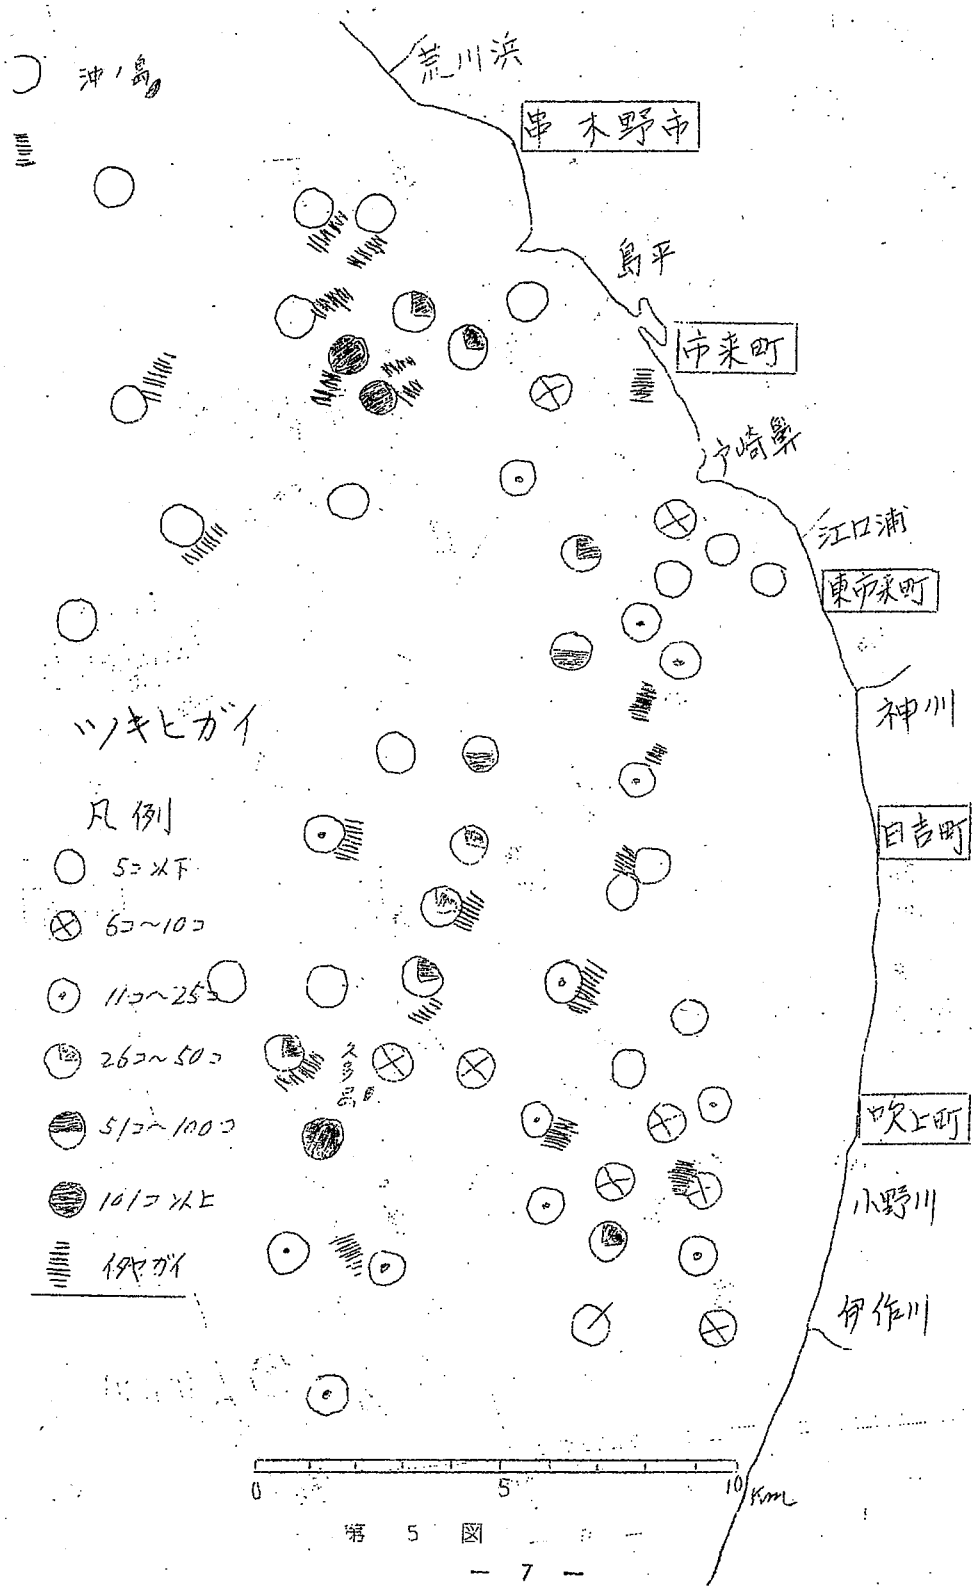 荒川浜
沖ノ島
串木野市
島平
市来町
戸崎鼻
江口浦
東市来町
神川
ツキヒガイ
日吉町
凡例
5コ以下
6コ〜10コ
11コ〜25コ
26コ〜50コ
久多島
51コ〜100コ
吹上町
101コ以上
小野川
イタヤガイ
伊作川
0 5 10 Km
第 5 図
— 7 —